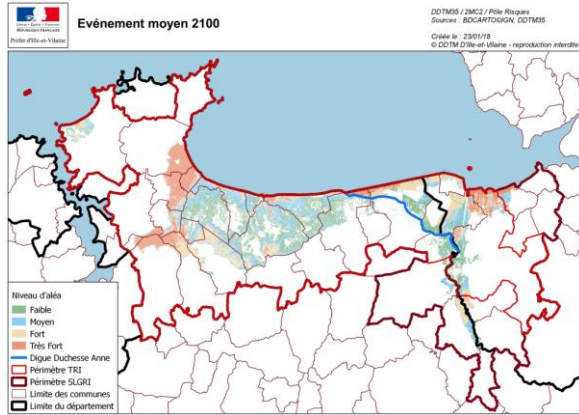 RÉPUBLIQUE FRANÇAISE
Préfet d'Ille-et-Vilaine
Evénement moyen 2100
DDTM35 / 2MC2 / Pôle Risques
Sources : BDCARTO©IGN, DDTM35
Créée le : 23/01/18
© DDTM D'Ille-et-Vilaine - reproduction interdite
Niveau d'aléa
Faible
Moyen
Fort
Très Fort
Digue Duchesse Anne
Périmètre TRI
Périmètre SLGRI
Limite des communes
Limite du département